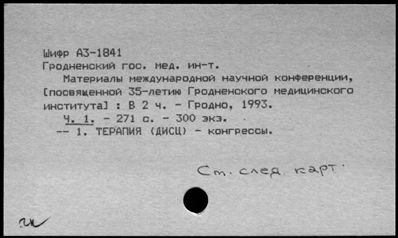 Шифр А3-1841
Гродненский гос. мед. ин-т.
Материалы международной научной конференции,
[посвященной 35-летию Гродненского медицинского
института] : В 2 ч. - Гродно, 1993.
Ч. 1. - 271 с. - 300 экз.
-- 1. ТЕРАПИЯ (ДИСЦ) - конгрессы.
Ст. след. карт.